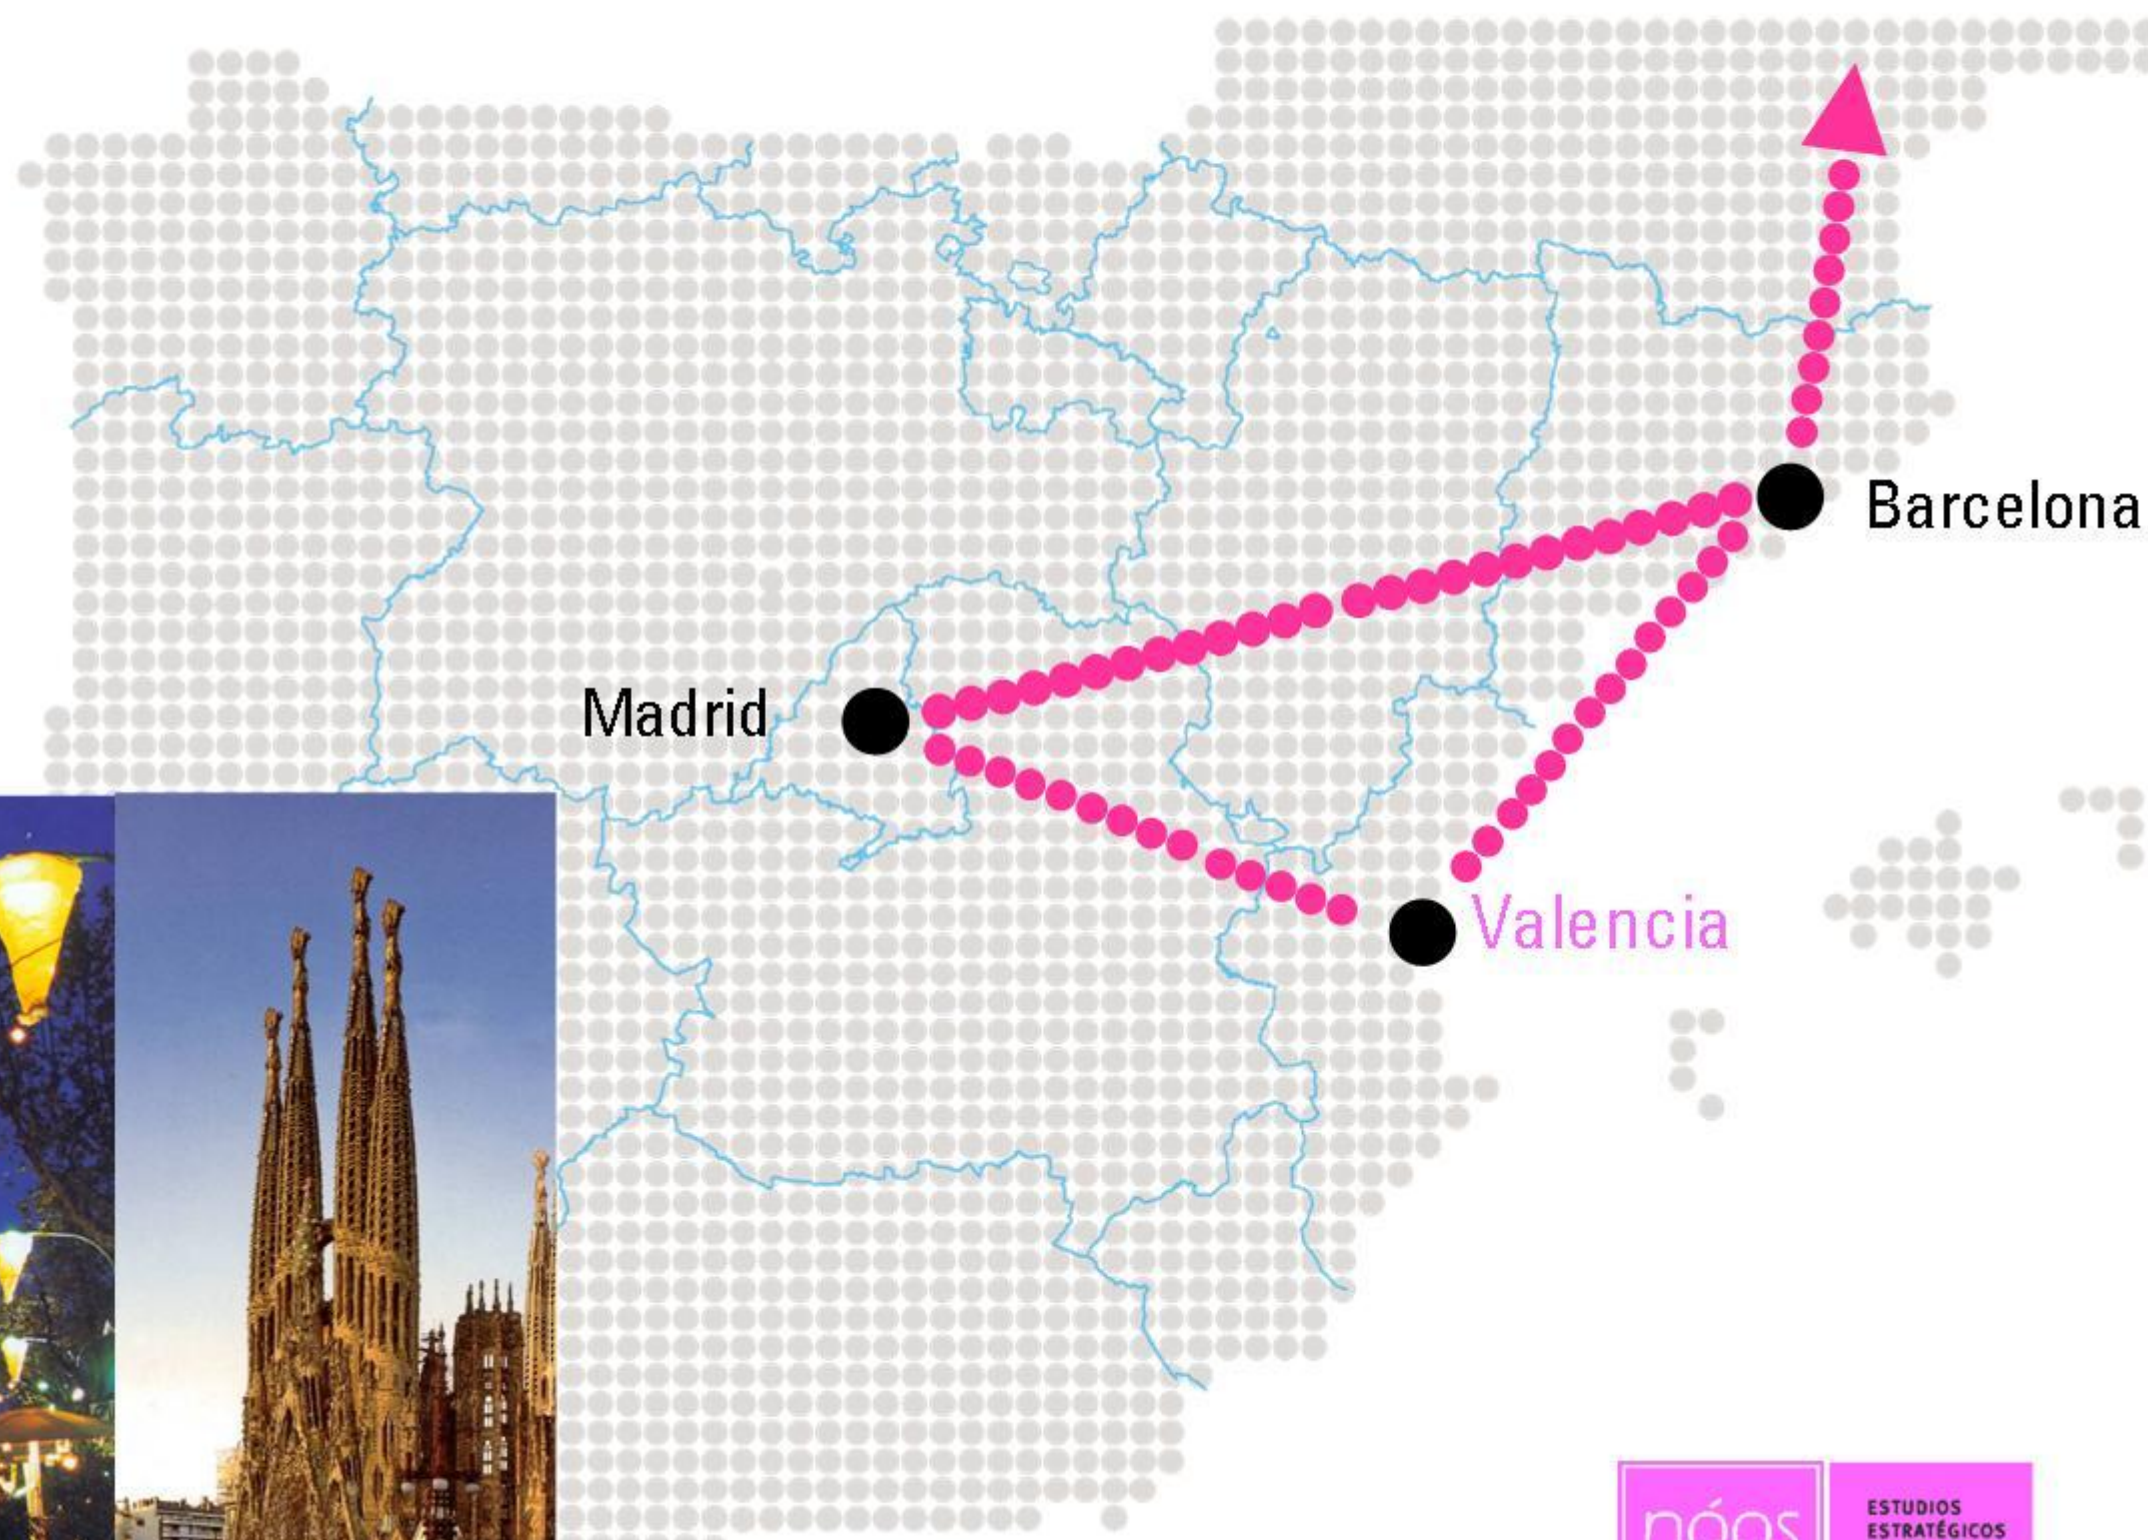 Barcelona
Madrid
Valencia
nóos
ESTUDIOS
ESTRATÉGICOS